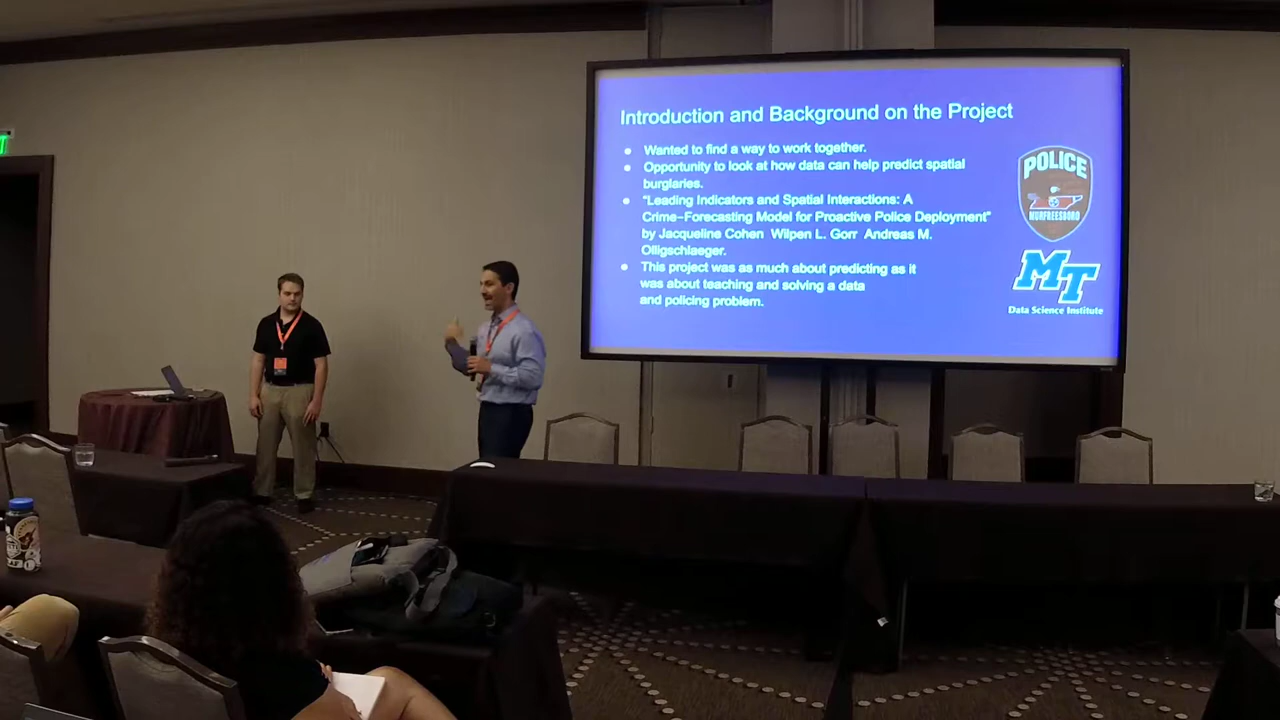 Introduction and Background on the Project
● Wanted to find a way to work together.
● Opportunity to look at how data can help predict spatial
burglaries.
● "Leading Indicators and Spatial Interactions: A
Crime–Forecasting Model for Proactive Police Deployment"
by Jacqueline Cohen Wilpen L. Gorr Andreas M.
Olligschlaeger.
● This project was as much about predicting as it
was about teaching and solving a data
and policing problem.
POLICE
MURFREESBORO
MT
Data Science Institute